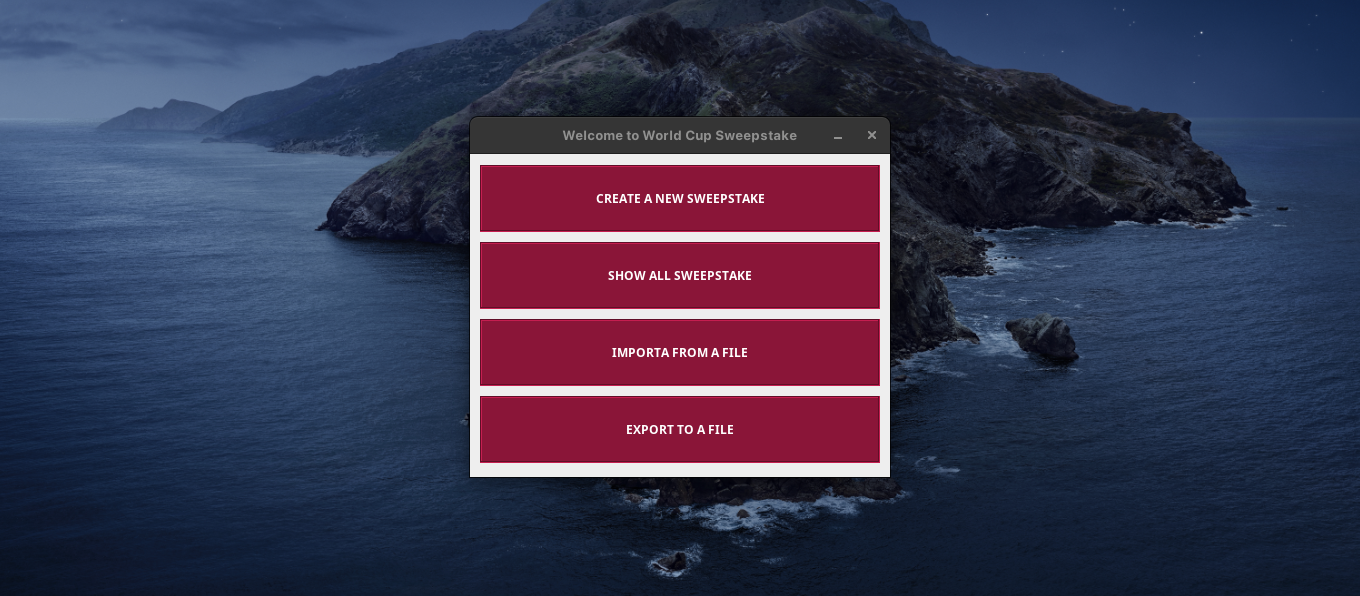 Welcome to World Cup Sweepstake
CREATE A NEW SWEEPSTAKE
SHOW ALL SWEEPSTAKE
IMPORTA FROM A FILE
EXPORT TO A FILE